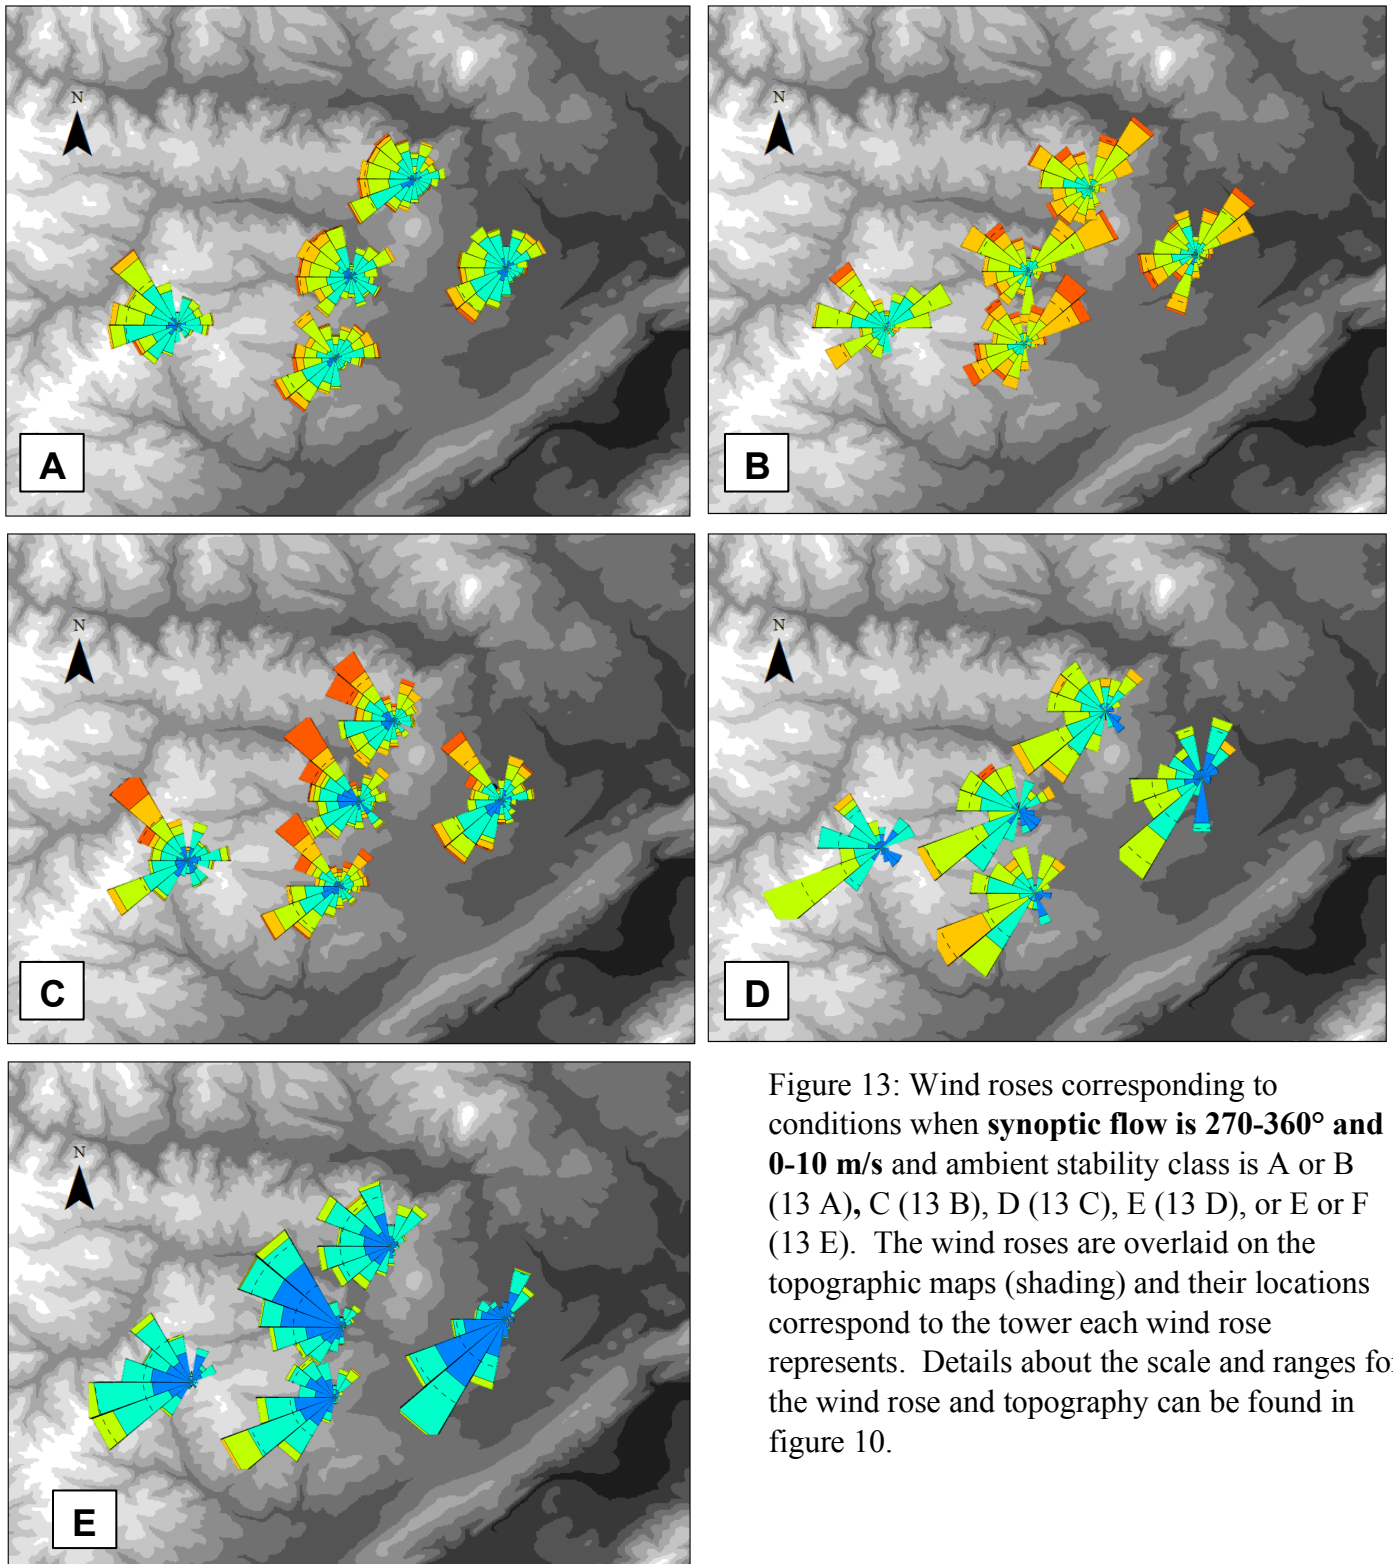 N
A
N
B
N
C
N
D
N
E
Figure 13: Wind roses corresponding to
conditions when synoptic flow is 270-360° and
0-10 m/s and ambient stability class is A or B
(13 A), C (13 B), D (13 C), E (13 D), or E or F
(13 E). The wind roses are overlaid on the
topographic maps (shading) and their locations
correspond to the tower each wind rose
represents. Details about the scale and ranges for
the wind rose and topography can be found in
figure 10.